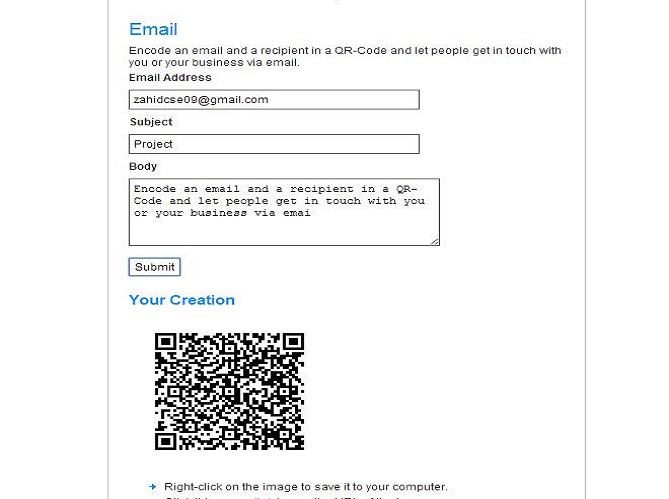 Email
Encode an email and a recipient in a QR-Code and let people get in touch with
you or your business via email.
Email Address
zahidcse09@gmail.com
Subject
Project
Body
Encode an email and a recipient in a QR-
Code and let people get in touch with you
or your business via emai
Submit
Your Creation
Right-click on the image to save it to your computer.